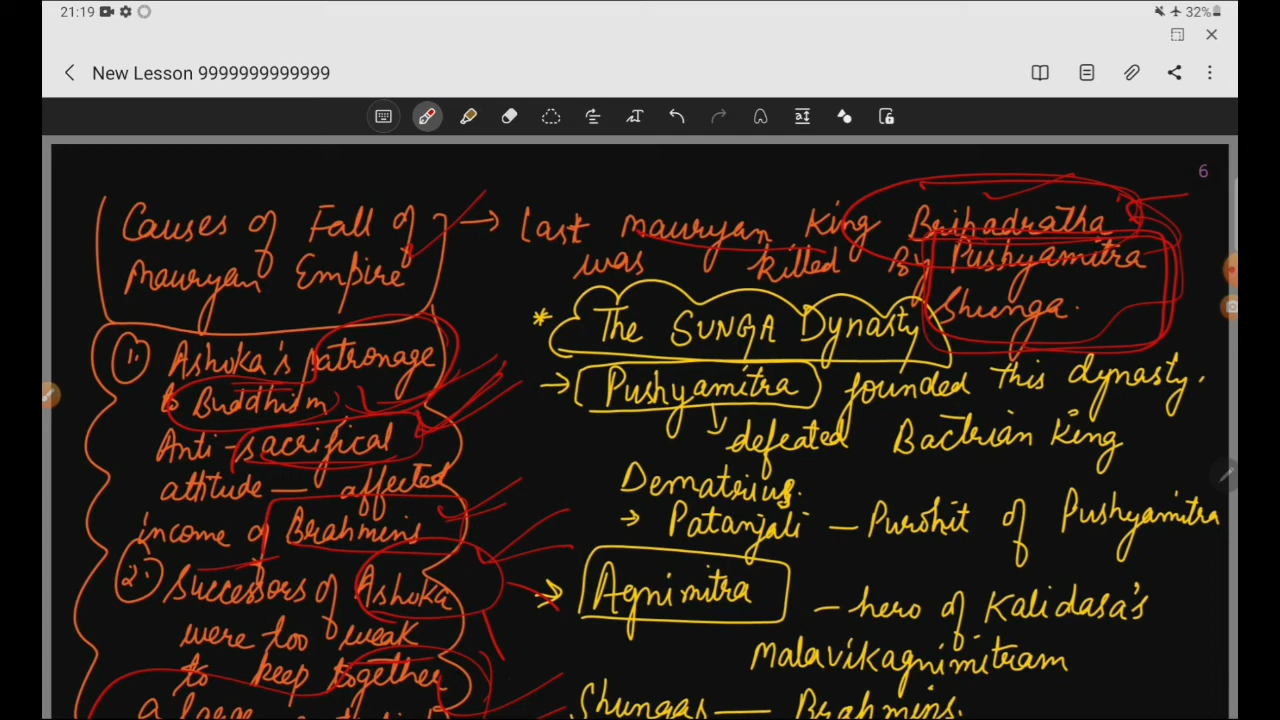 21:19
32%
New Lesson 9999999999999
6
Causes of Fall of
Mauryan Empire
→ Last Mauryan King Brihadratha
was killed By Pushyamitra
Shunga.
1. Ashoka's patronage
to Buddhism
Anti-sacrifical
attitude — affected
income of Brahmins
2. Successors of Ashoka
were too weak
to keep together
a large
* The SUNGA Dynasty
→ Pushyamitra founded this dynasty.
defeated Bactrian King
Dematrius.
→ Patanjali — Purohit of Pushyamitra
→ Agnimitra — hero of Kalidasa's
Malavikagnimitram
Shungas — Brahmins.